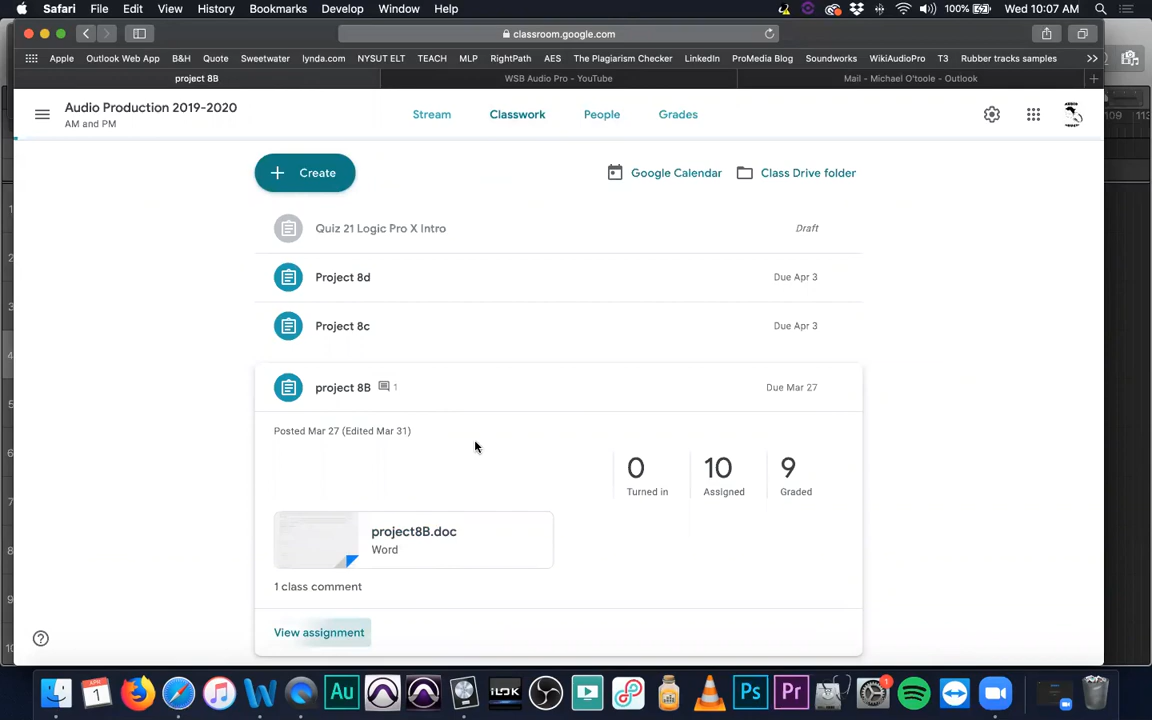 Safari File Edit View History Bookmarks Develop Window Help 100% Wed 10:07 AM
classroom.google.com
Apple Outlook Web App B&H Quote Sweetwater lynda.com NYSUT ELT TEACH MLP RightPath AES The Plagiarism Checker LinkedIn ProMedia Blog Soundworks WikiAudioPro T3 Rubber tracks samples
project 8B WSB Audio Pro - YouTube Mail - Michael O'toole - Outlook
Audio Production 2019-2020
AM and PM
Stream Classwork People Grades
Create
Google Calendar Class Drive folder
Quiz 21 Logic Pro X Intro Draft
Project 8d Due Apr 3
Project 8c Due Apr 3
project 8B 1 Due Mar 27
Posted Mar 27 (Edited Mar 31)
0 10 9
Turned in Assigned Graded
project8B.doc
Word
1 class comment
View assignment